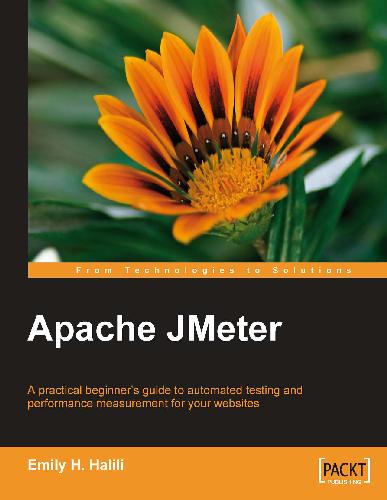 From Technologies to Solutions
Apache JMeter
A practical beginner's guide to automated testing and
performance measurement for your websites
Emily H. Halili
[PACKT]
PUBLISHING